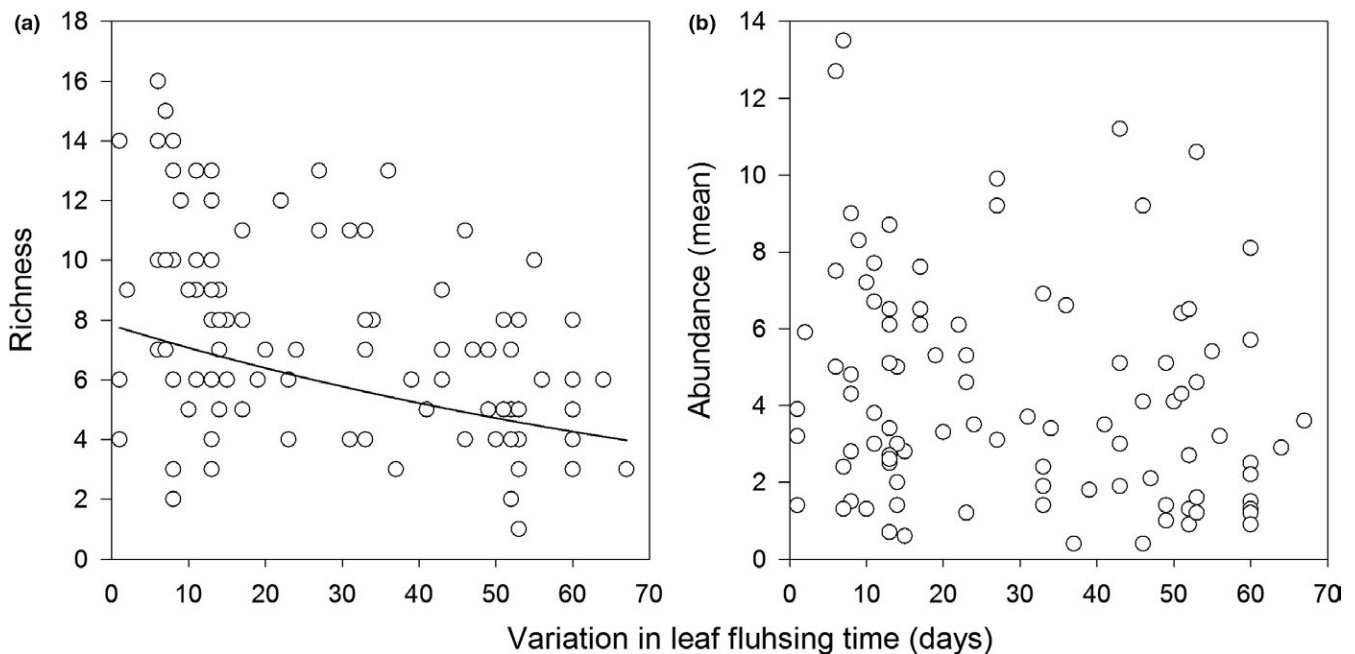 (a)
18
16
14
12
10
8
6
4
2
0
Richness
0 10 20 30 40 50 60 70
(b)
14
12
10
8
6
4
2
0
Abundance (mean)
0 10 20 30 40 50 60 70
Variation in leaf fluhsing time (days)